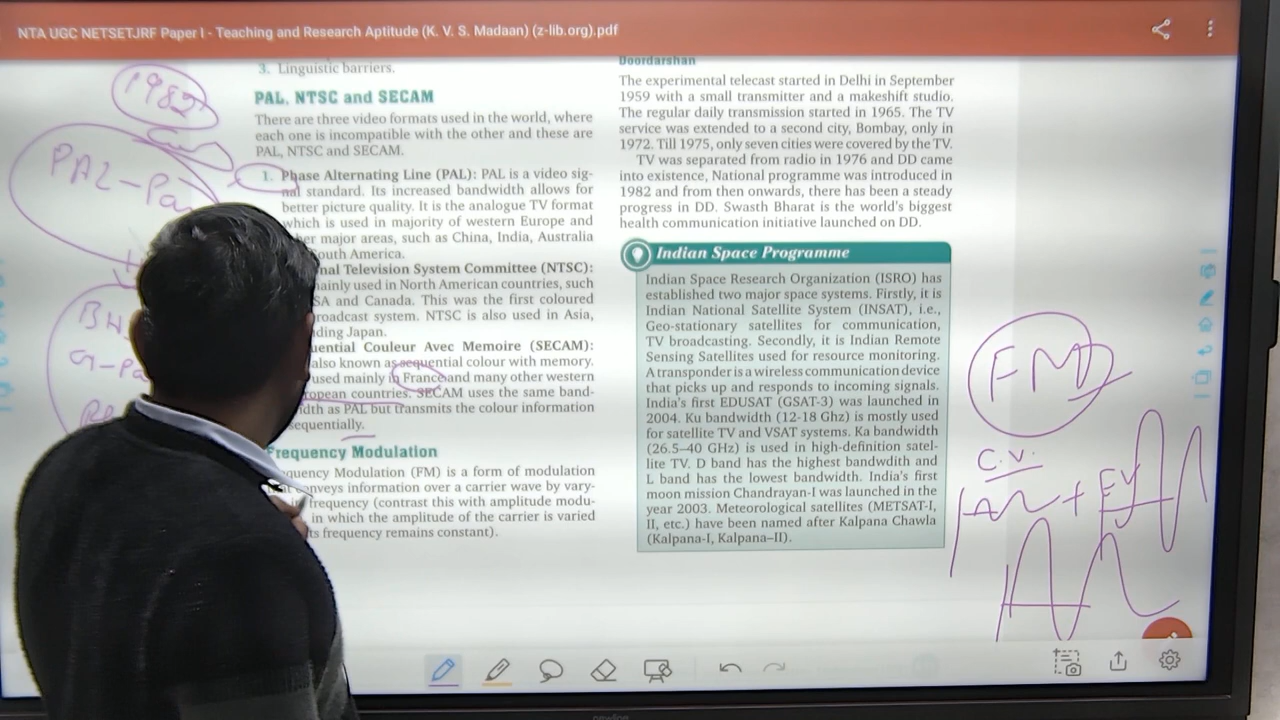 NTA UGC NETSETJRF Paper I - Teaching and Research Aptitude (K. V. S. Madaan) (z-lib.org).pdf
3. Linguistic barriers.
PAL, NTSC and SECAM
There are three video formats used in the world, where
each one is incompatible with the other and these are
PAL, NTSC and SECAM.
1. Phase Alternating Line (PAL): PAL is a video sig-
nal standard. Its increased bandwidth allows for
better picture quality. It is the analogue TV format
which is used in majority of western Europe and
er major areas, such as China, India, Australia
outh America.
nal Television System Committee (NTSC):
ainly used in North American countries, such
SA and Canada. This was the first coloured
roadcast system. NTSC is also used in Asia,
ding Japan.
uential Couleur Avec Memoire (SECAM):
also known as sequential colour with memory.
used mainly in France and many other western
ropean countries. SECAM uses the same band-
dth as PAL but transmits the colour information
sequentially.
Frequency Modulation
quency Modulation (FM) is a form of modulation
t conveys information over a carrier wave by vary-
frequency (contrast this with amplitude modu-
in which the amplitude of the carrier is varied
ts frequency remains constant).
Doordarshan
The experimental telecast started in Delhi in September
1959 with a small transmitter and a makeshift studio.
The regular daily transmission started in 1965. The TV
service was extended to a second city, Bombay, only in
1972. Till 1975, only seven cities were covered by the TV.
TV was separated from radio in 1976 and DD came
into existence, National programme was introduced in
1982 and from then onwards, there has been a steady
progress in DD. Swasth Bharat is the world's biggest
health communication initiative launched on DD.
Indian Space Programme
Indian Space Research Organization (ISRO) has
established two major space systems. Firstly, it is
Indian National Satellite System (INSAT), i.e.,
Geo-stationary satellites for communication,
TV broadcasting. Secondly, it is Indian Remote
Sensing Satellites used for resource monitoring.
A transponder is a wireless communication device
that picks up and responds to incoming signals.
India's first EDUSAT (GSAT-3) was launched in
2004. Ku bandwidth (12-18 Ghz) is mostly used
for satellite TV and VSAT systems. Ka bandwidth
(26.5–40 GHz) is used in high-definition satel-
lite TV. D band has the highest bandwdith and
L band has the lowest bandwidth. India's first
moon mission Chandrayan-I was launched in the
year 2003. Meteorological satellites (METSAT-I,
II, etc.) have been named after Kalpana Chawla
(Kalpana-I, Kalpana–II).
1982
PAL-Pa
BH
G-Pa
FM
C.V.
newline